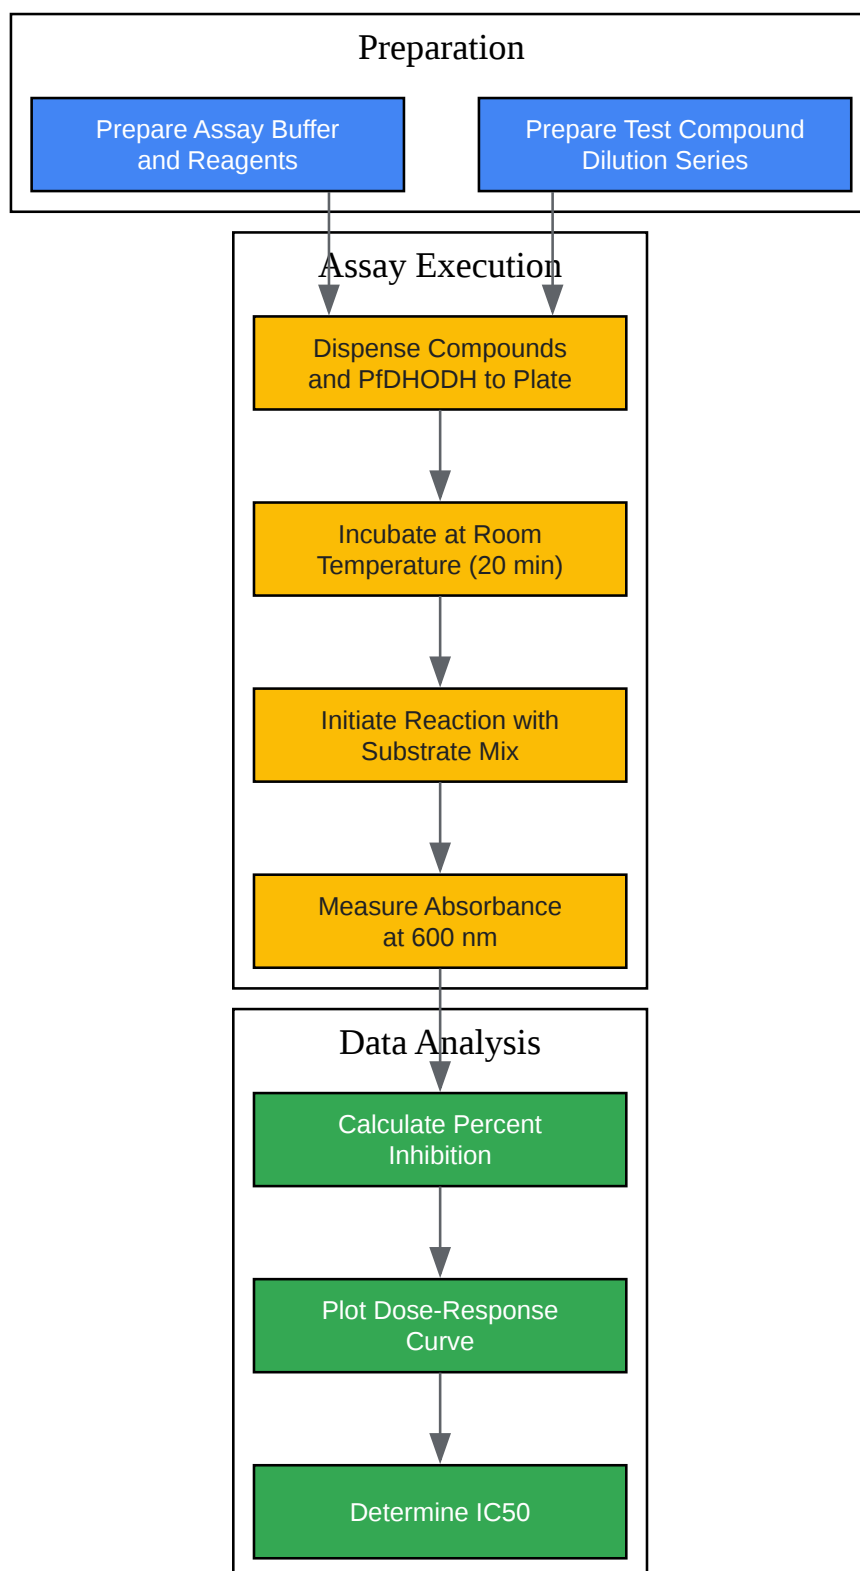 Preparation
Prepare Assay Buffer
and Reagents
Prepare Test Compound
Dilution Series
Assay Execution
Dispense Compounds
and PfDHODH to Plate
Incubate at Room
Temperature (20 min)
Initiate Reaction with
Substrate Mix
Measure Absorbance
at 600 nm
Data Analysis
Calculate Percent
Inhibition
Plot Dose-Response
Curve
Determine IC50